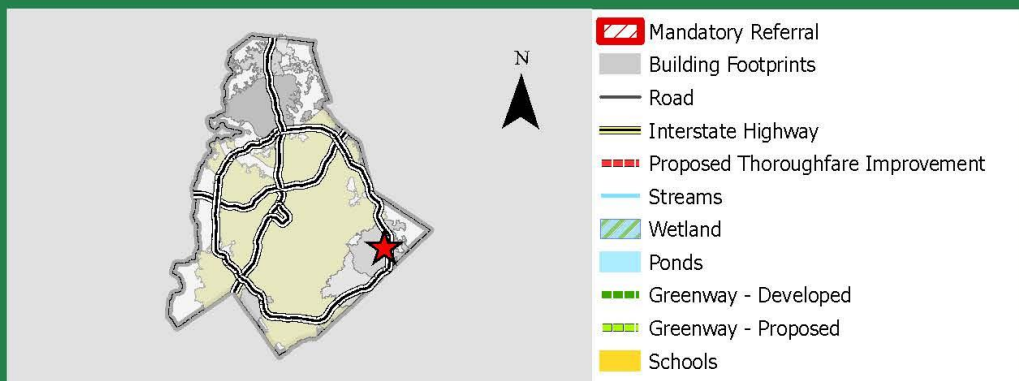 N
Mandatory Referral
Building Footprints
Road
Interstate Highway
Proposed Thoroughfare Improvement
Streams
Wetland
Ponds
Greenway - Developed
Greenway - Proposed
Schools